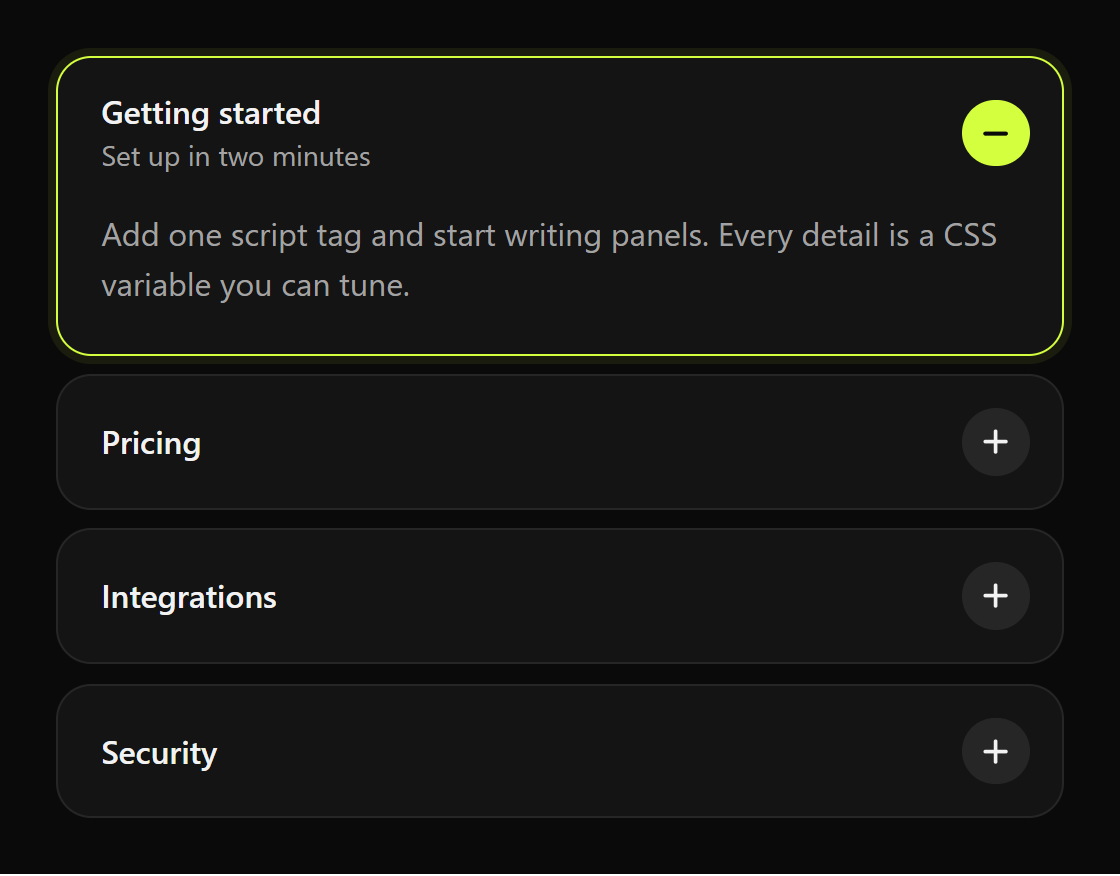 Getting started
Set up in two minutes
Add one script tag and start writing panels. Every detail is a CSS
variable you can tune.
Pricing
Integrations
Security